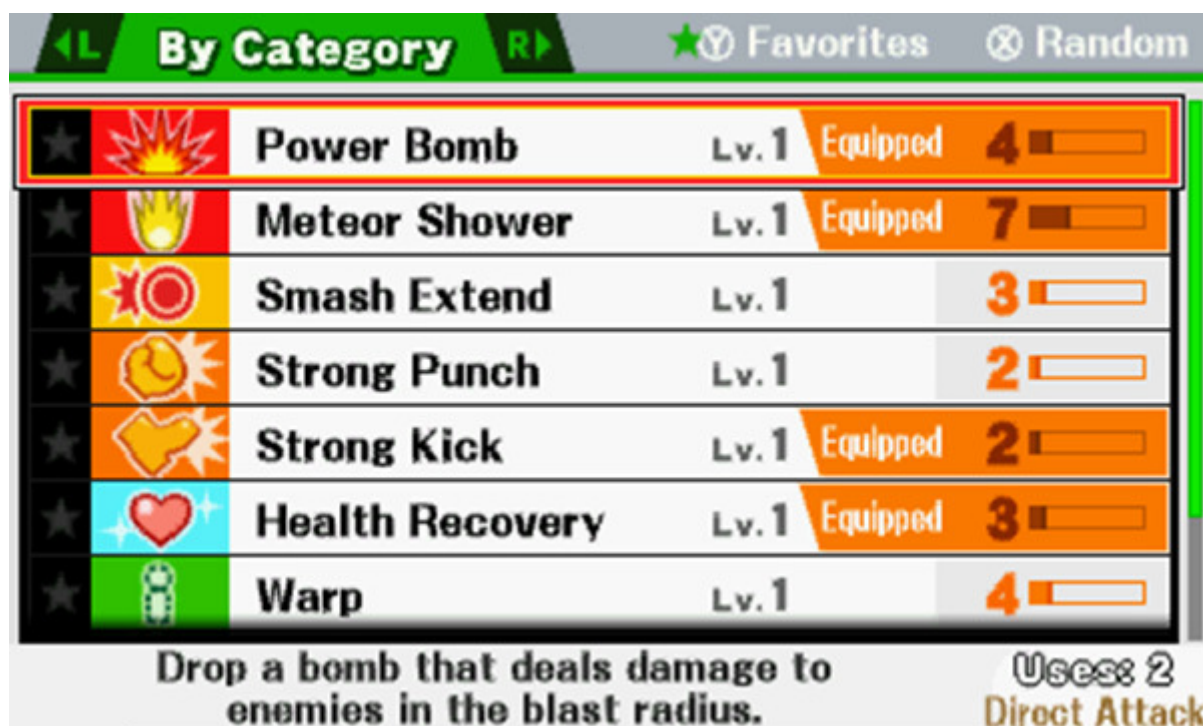 L By Category R Y Favorites X Random
Power Bomb Lv.1 Equipped 4
Meteor Shower Lv.1 Equipped 7
Smash Extend Lv.1 3
Strong Punch Lv.1 2
Strong Kick Lv.1 Equipped 2
Health Recovery Lv.1 Equipped 3
Warp Lv.1 4
Drop a bomb that deals damage to
enemies in the blast radius.
Uses: 2
Direct Attack